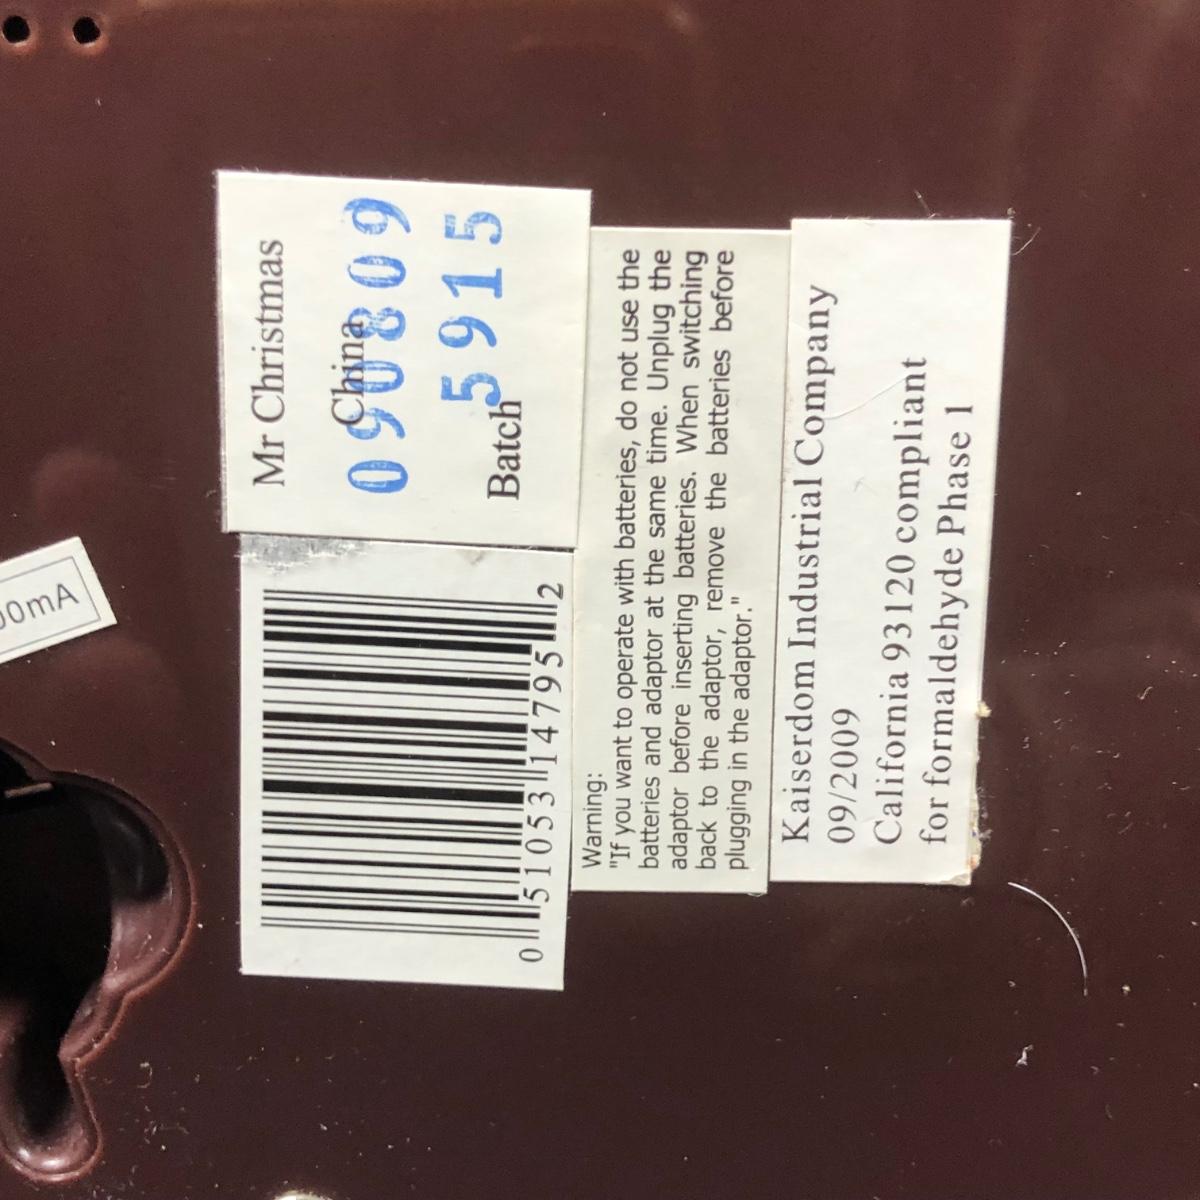 Mr Christmas
China
090809
5915
Batch
0 51053 14795 2
Warning:
"If you want to operate with batteries, do not use the
batteries and adaptor at the same time. Unplug the
adaptor before inserting batteries. When switching
back to the adaptor, remove the batteries before
plugging in the adaptor."
Kaiserdom Industrial Company
09/2009
California 93120 compliant
for formaldehyde Phase 1